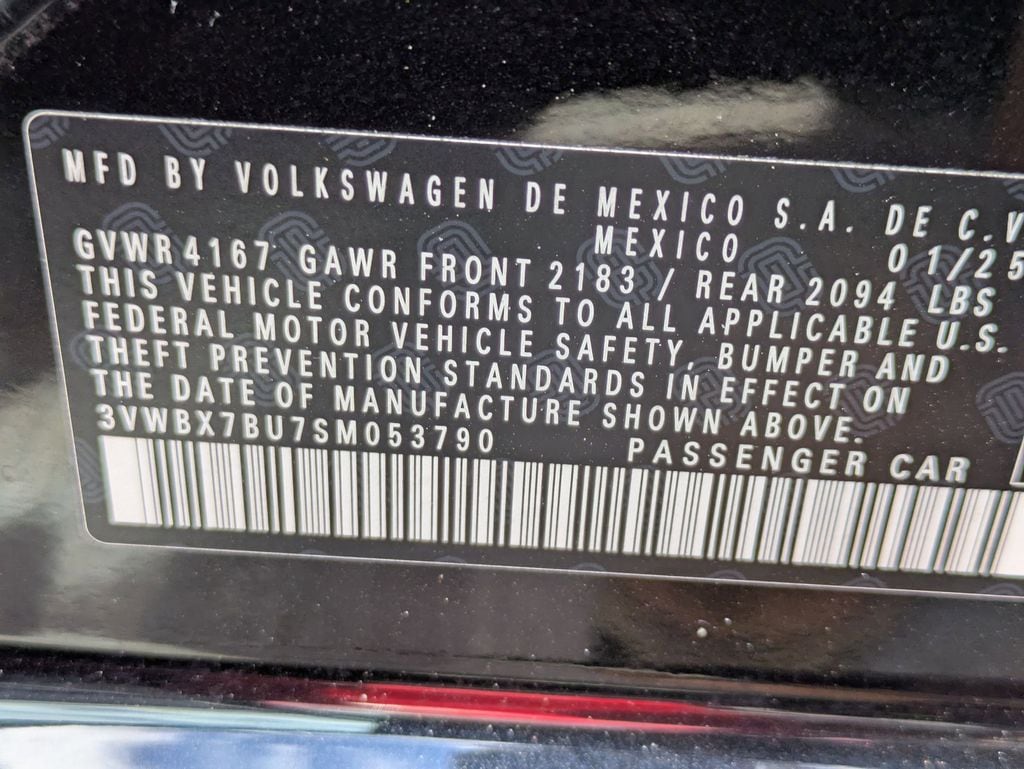 MFD BY VOLKSWAGEN DE MEXICO S.A. DE C.V
MEXICO 01/25
GVWR4167 GAWR FRONT 2183 / REAR 2094 LBS
THIS VEHICLE CONFORMS TO ALL APPLICABLE U.S.
FEDERAL MOTOR VEHICLE SAFETY, BUMPER AND
THEFT PREVENTION STANDARDS IN EFFECT ON
THE DATE OF MANUFACTURE SHOWN ABOVE.
3VWBX7BU7SM053790 PASSENGER CAR